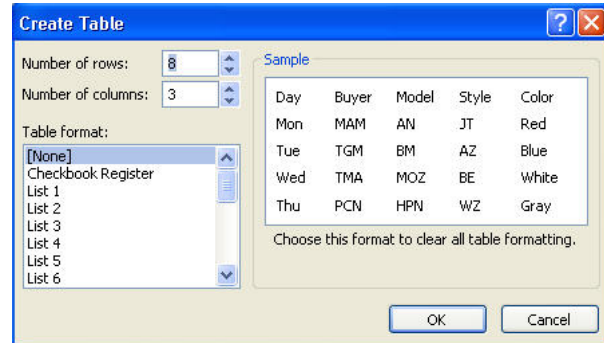 Create Table
Number of rows: 8
Number of columns: 3
Table format:
[None]
Checkbook Register
List 1
List 2
List 3
List 4
List 5
List 6
Sample
Day Buyer Model Style Color
Mon MAM AN JT Red
Tue TGM BM AZ Blue
Wed TMA MOZ BE White
Thu PCN HPN WZ Gray
Choose this format to clear all table formatting.
OK Cancel